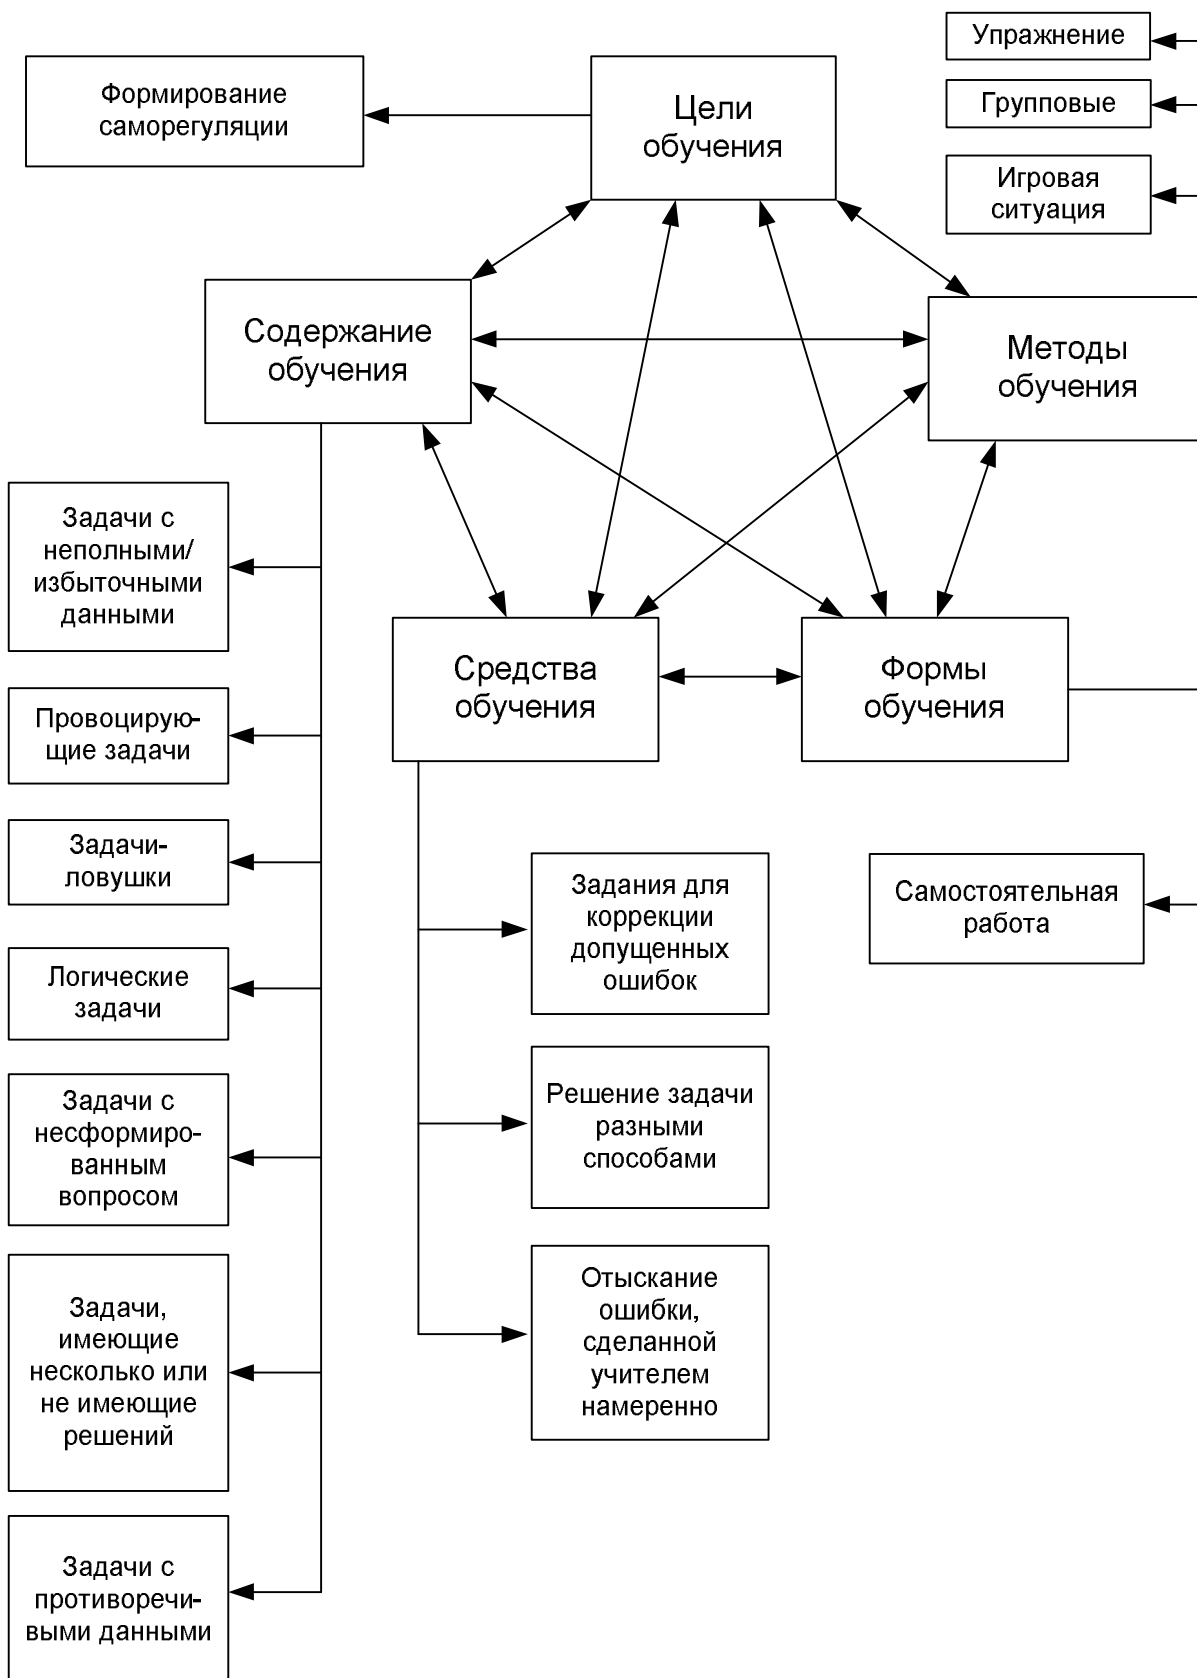 Упражнение
Формирование
саморегуляции
Цели
обучения
Групповые
Игровая
ситуация
Содержание
обучения
Методы
обучения
Задачи с
неполными/
избыточными
данными
Средства
обучения
Формы
обучения
Провоцирую-
щие задачи
Задачи-
ловушки
Задания для
коррекции
допущенных
ошибок
Самостоятельная
работа
Логические
задачи
Решение задачи
разными
способами
Задачи с
несформиро-
ванным
вопросом
Отыскание
ошибки,
сделанной
учителем
намеренно
Задачи,
имеющие
несколько или
не имеющие
решений
Задачи с
противоречи-
выми данными